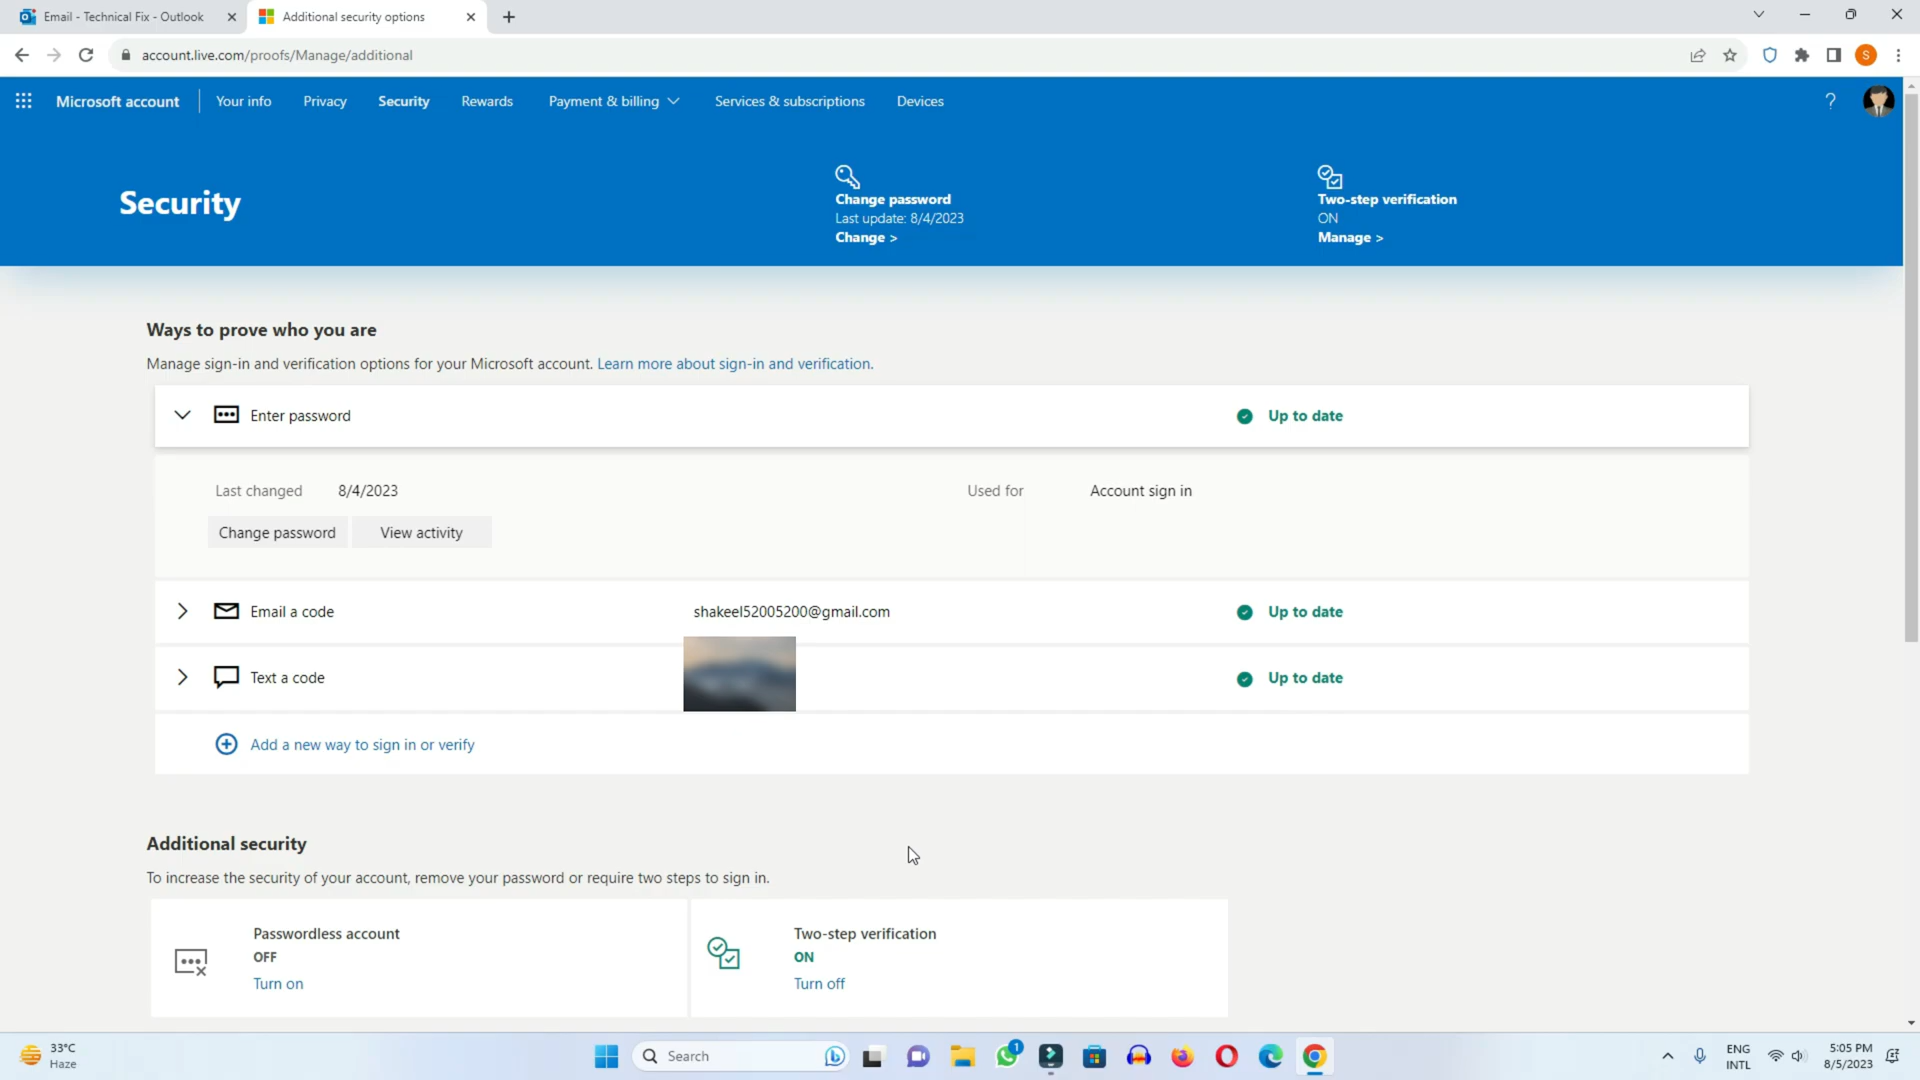 Email - Technical Fix - Outlook
Additional security options
account.live.com/proofs/Manage/additional
S
Microsoft account
Your info
Privacy
Security
Rewards
Payment & billing
Services & subscriptions
Devices
?
Security
Change password
Last update: 8/4/2023
Change >
Two-step verification
ON
Manage >
Ways to prove who you are
Manage sign-in and verification options for your Microsoft account. Learn more about sign-in and verification.
Enter password
Up to date
Last changed 8/4/2023
Used for Account sign in
Change password
View activity
Email a code
shakeel52005200@gmail.com
Up to date
Text a code
Up to date
Add a new way to sign in or verify
Additional security
To increase the security of your account, remove your password or require two steps to sign in.
Passwordless account
OFF
Turn on
Two-step verification
ON
Turn off
33°C
Haze
Search
1
ENG
INTL
5:05 PM
8/5/2023